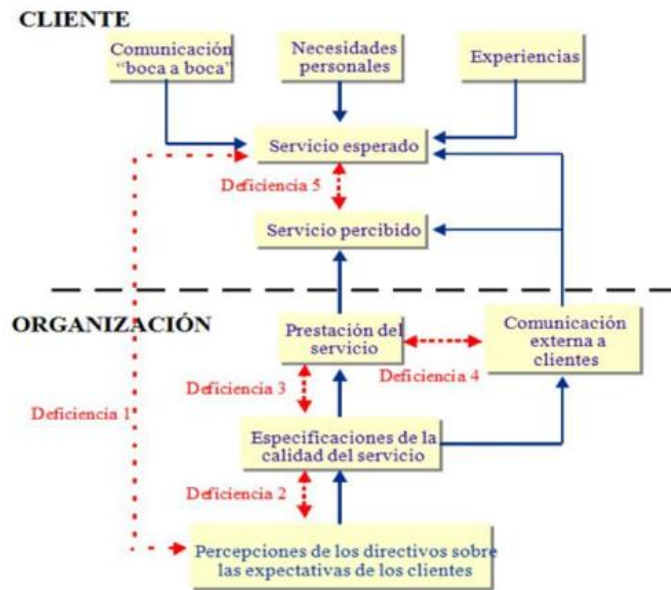 CLIENTE
Comunicación
“boca a boca”
Necesidades
personales
Experiencias
Servicio esperado
Deficiencia 5
Servicio percibido
ORGANIZACIÓN
Prestación del
servicio
Comunicación
externa a
clientes
Deficiencia 4
Deficiencia 3
Deficiencia 1
Especificaciones de la
calidad del servicio
Deficiencia 2
Percepciones de los directivos sobre
las expectativas de los clientes